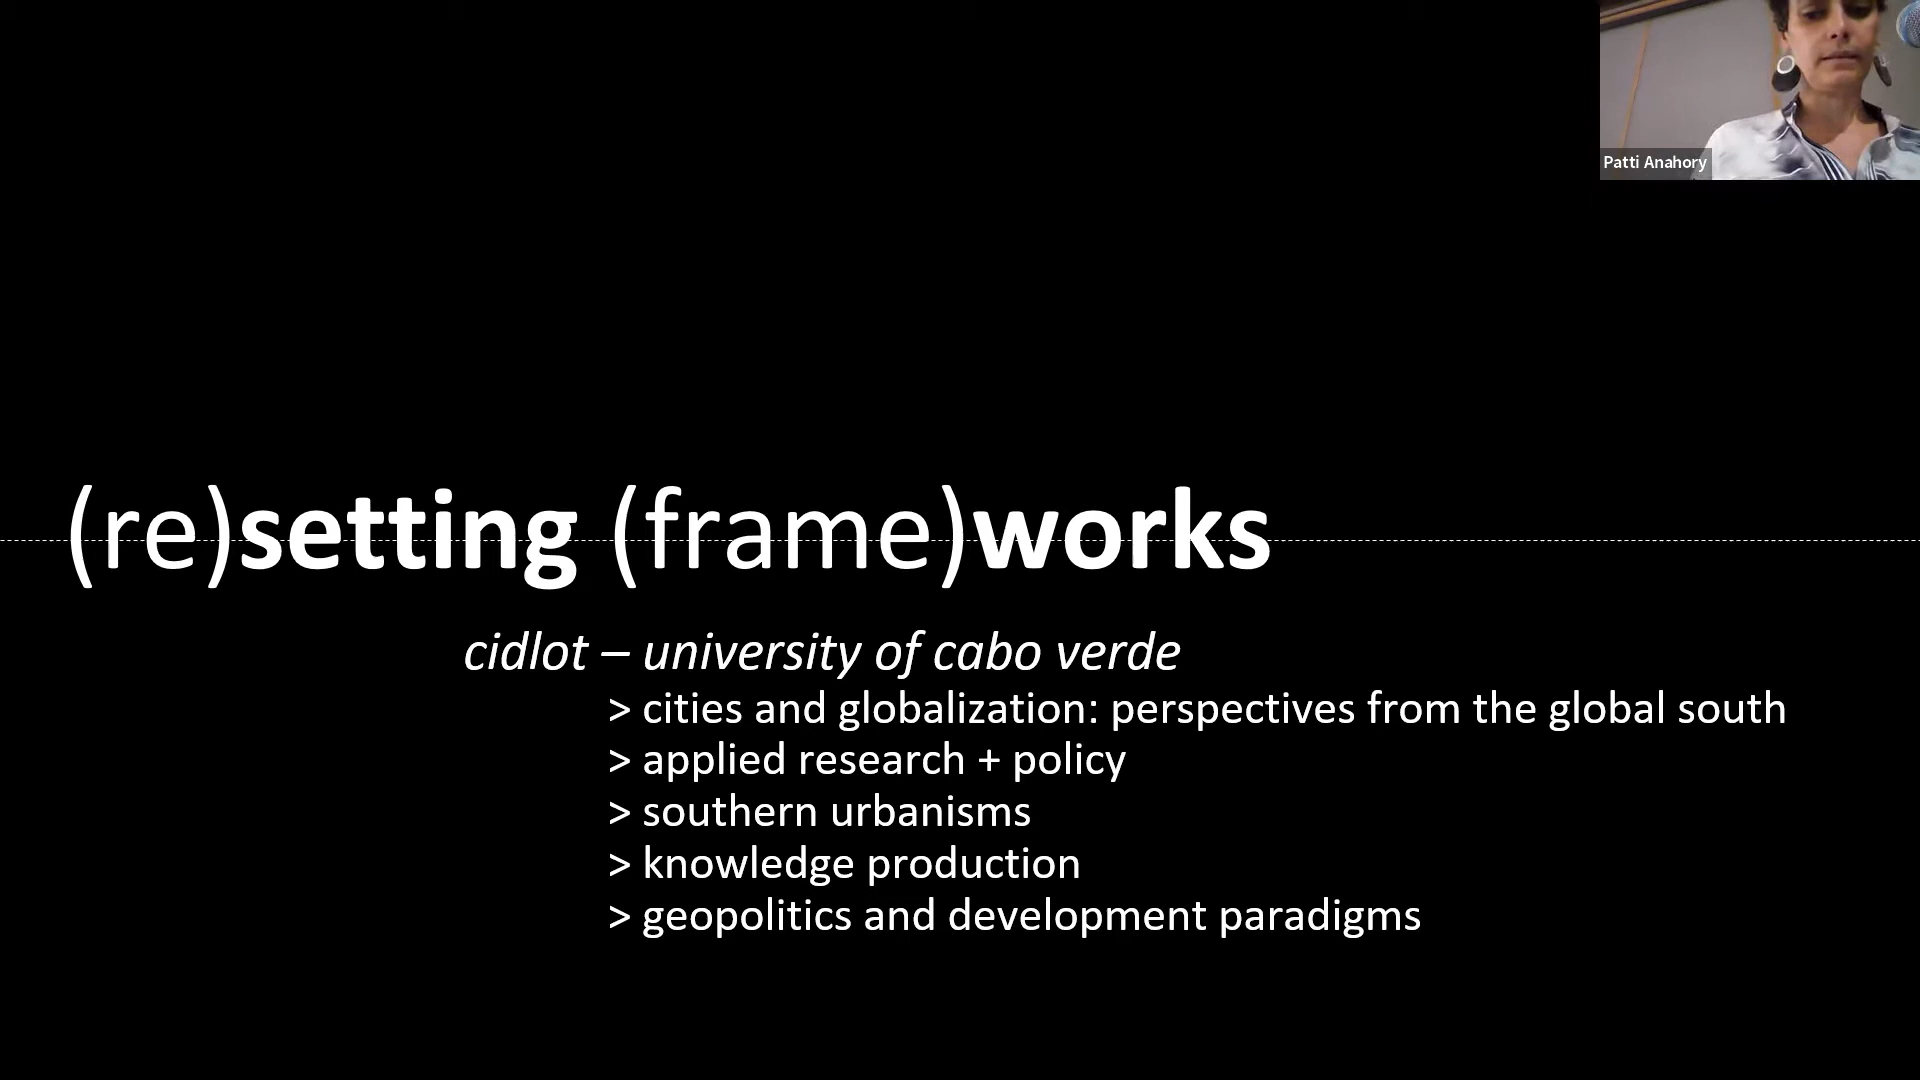 Patti Anahory
(re)setting (frame)works
cidlot – university of cabo verde
> cities and globalization: perspectives from the global south
> applied research + policy
> southern urbanisms
> knowledge production
> geopolitics and development paradigms